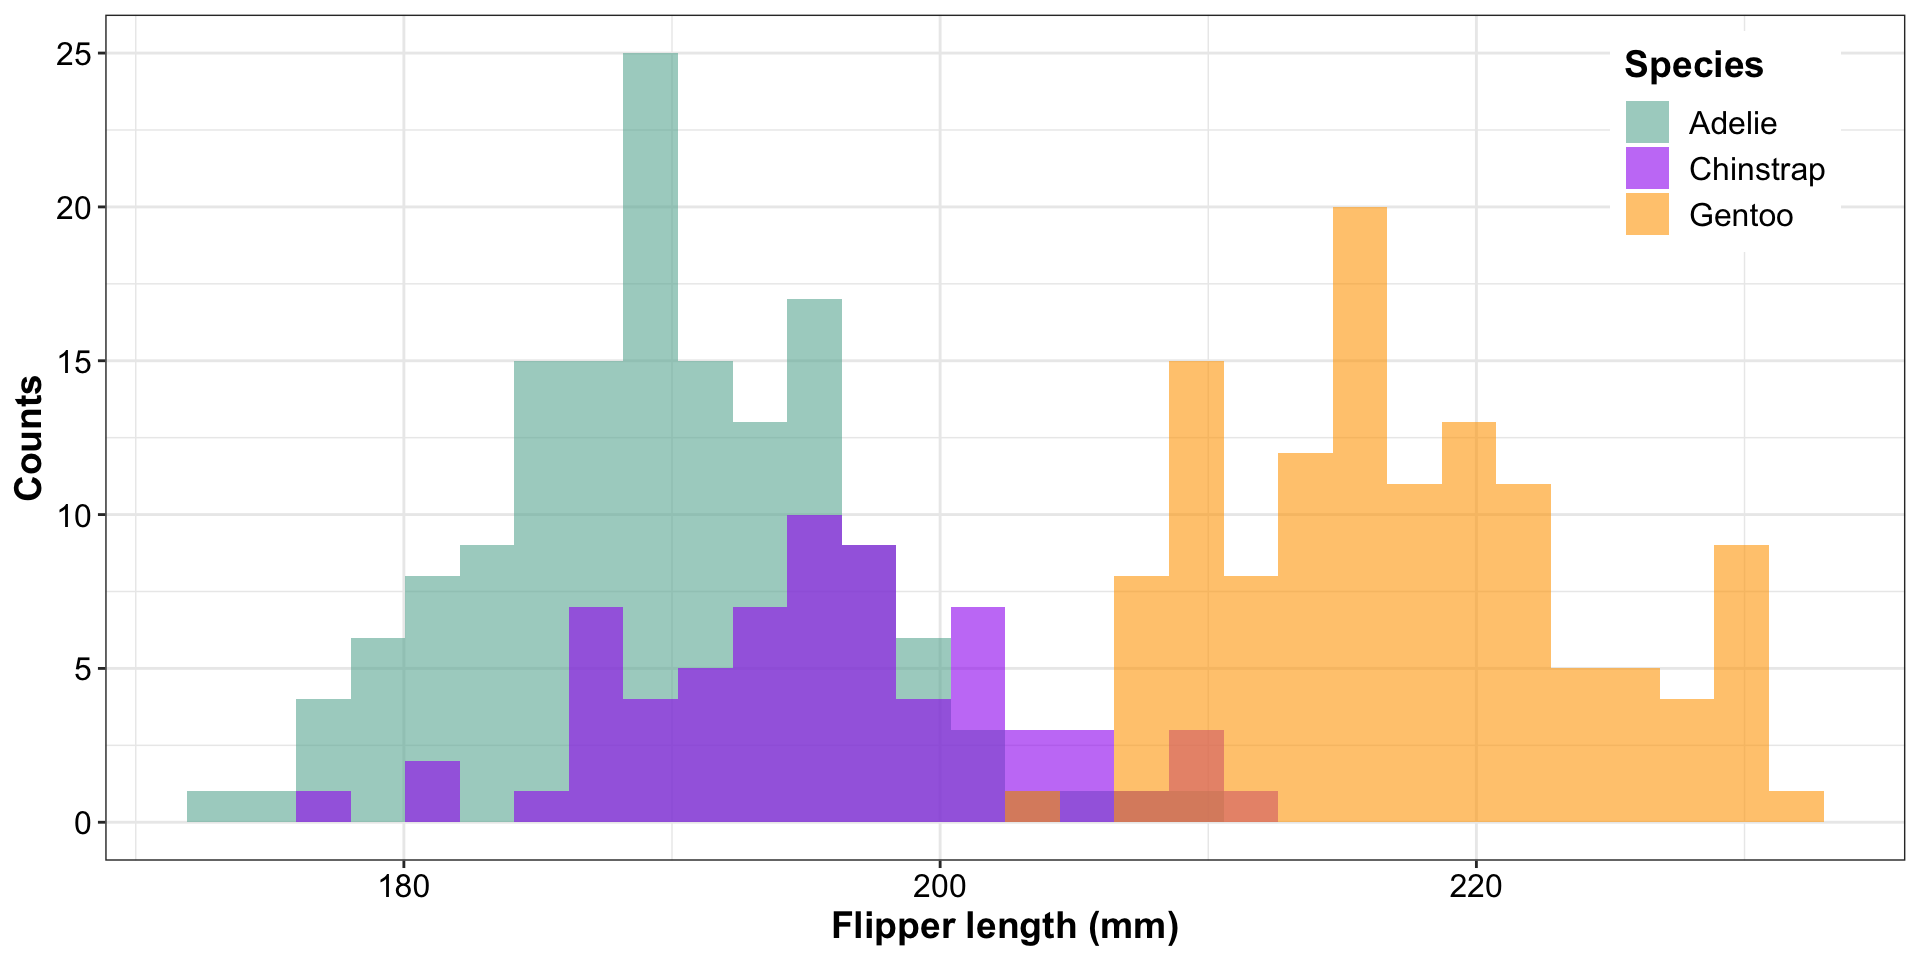 Species
Adelie
Chinstrap
Gentoo
Counts
25
20
15
10
5
0
180 200 220
Flipper length (mm)